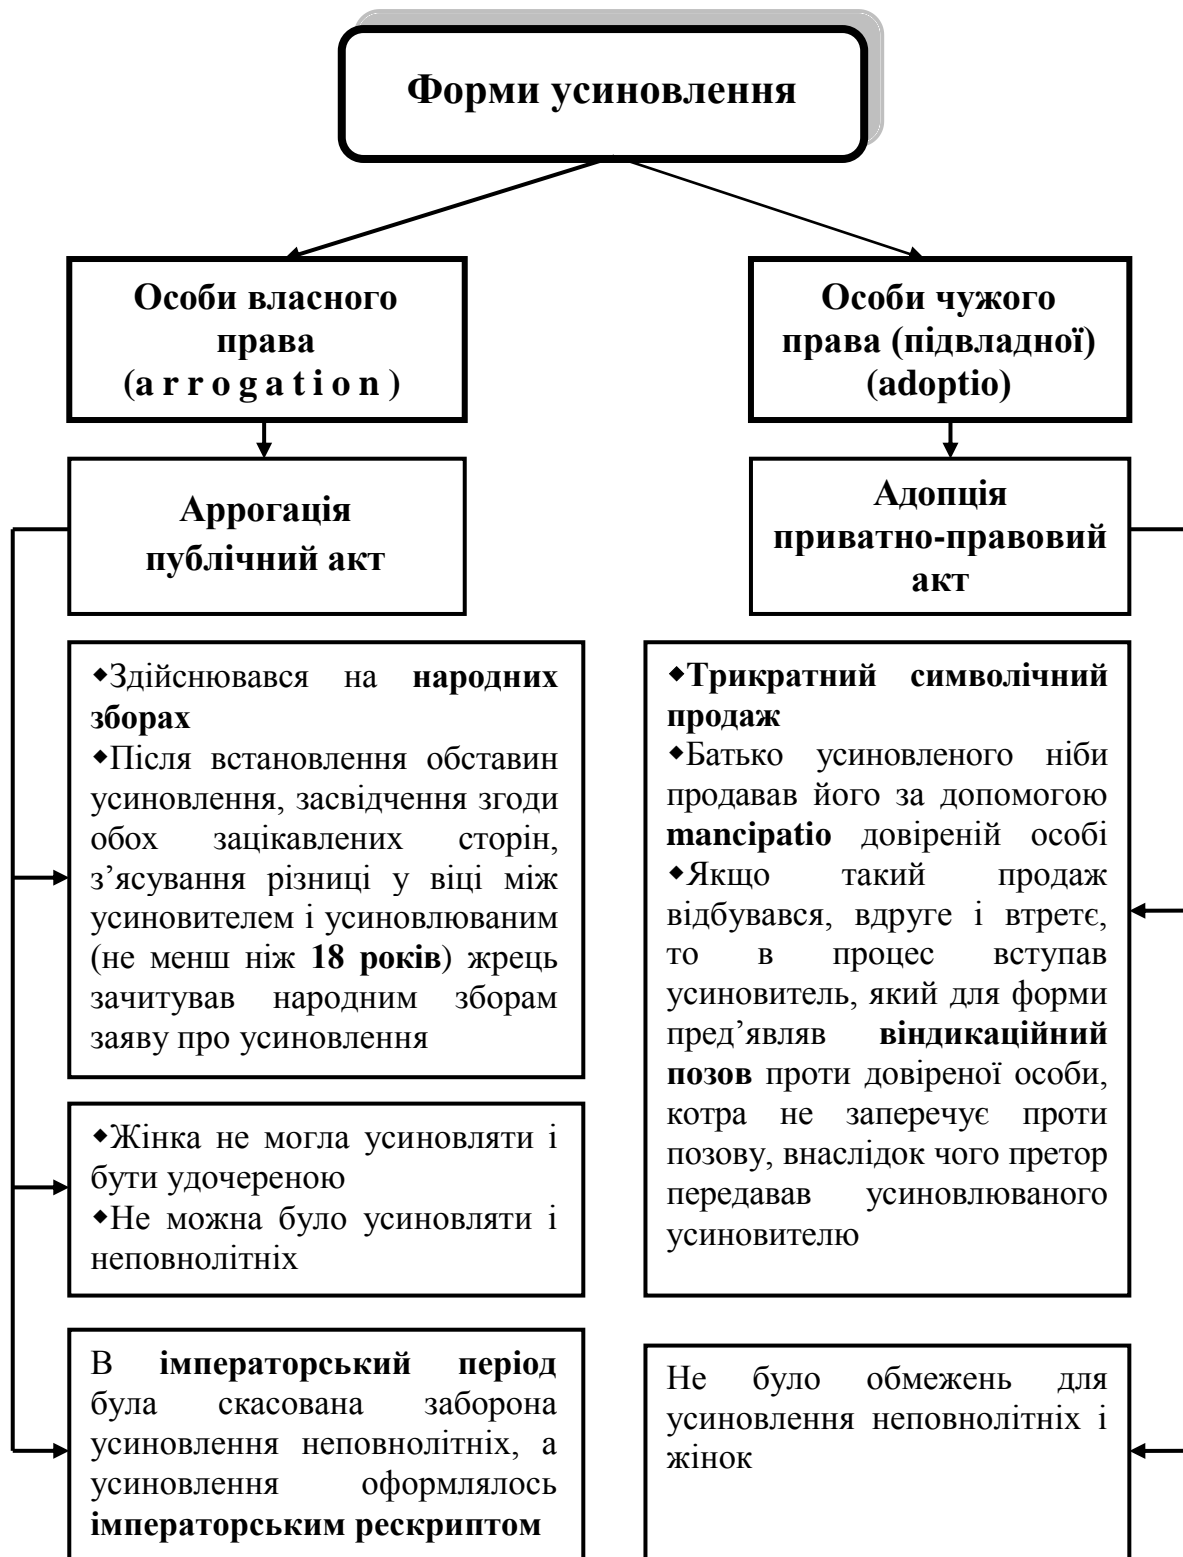 Форми усиновлення
Особи власного
права
(arrogation)
Особи чужого
права (підвладної)
(adoptio)
Аррогація
публічний акт
Адопція
приватно-правовий
акт
◆Здійснювався на народних
зборах
◆Після встановлення обставин
усиновлення, засвідчення згоди
обох зацікавлених сторін,
з’ясування різниці у віці між
усиновителем і усиновлюваним
(не менш ніж 18 років) жрець
зачитував народним зборам
заяву про усиновлення
◆Жінка не могла усиновляти і
бути удочереною
◆Не можна було усиновляти і
неповнолітніх
В імператорський період
була скасована заборона
усиновлення неповнолітніх, а
усиновлення оформлялось
імператорським рескриптом
◆Трикратний символічний
продаж
◆Батько усиновленого ніби
продавав його за допомогою
mancipatio довіреній особі
◆Якщо такий продаж
відбувався, вдруге і втретє,
то в процес вступав
усиновитель, який для форми
пред’являв віндикаційний
позов проти довіреної особи,
котра не заперечує проти
позову, внаслідок чого претор
передавав усиновлюваного
усиновителю
Не було обмежень для
усиновлення неповнолітніх і
жінок